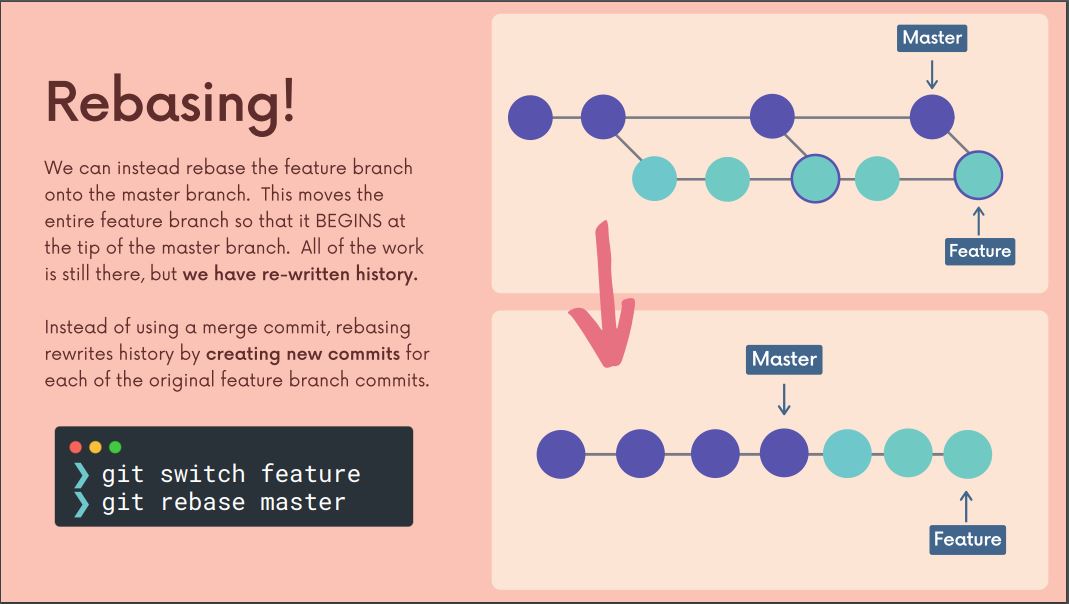 Rebasing!
We can instead rebase the feature branch
onto the master branch.  This moves the
entire feature branch so that it BEGINS at
the tip of the master branch.  All of the work
is still there, but we have re-written history.
Instead of using a merge commit, rebasing
rewrites history by creating new commits for
each of the original feature branch commits.
❯ git switch feature
❯ git rebase master
Master
Feature
Master
Feature